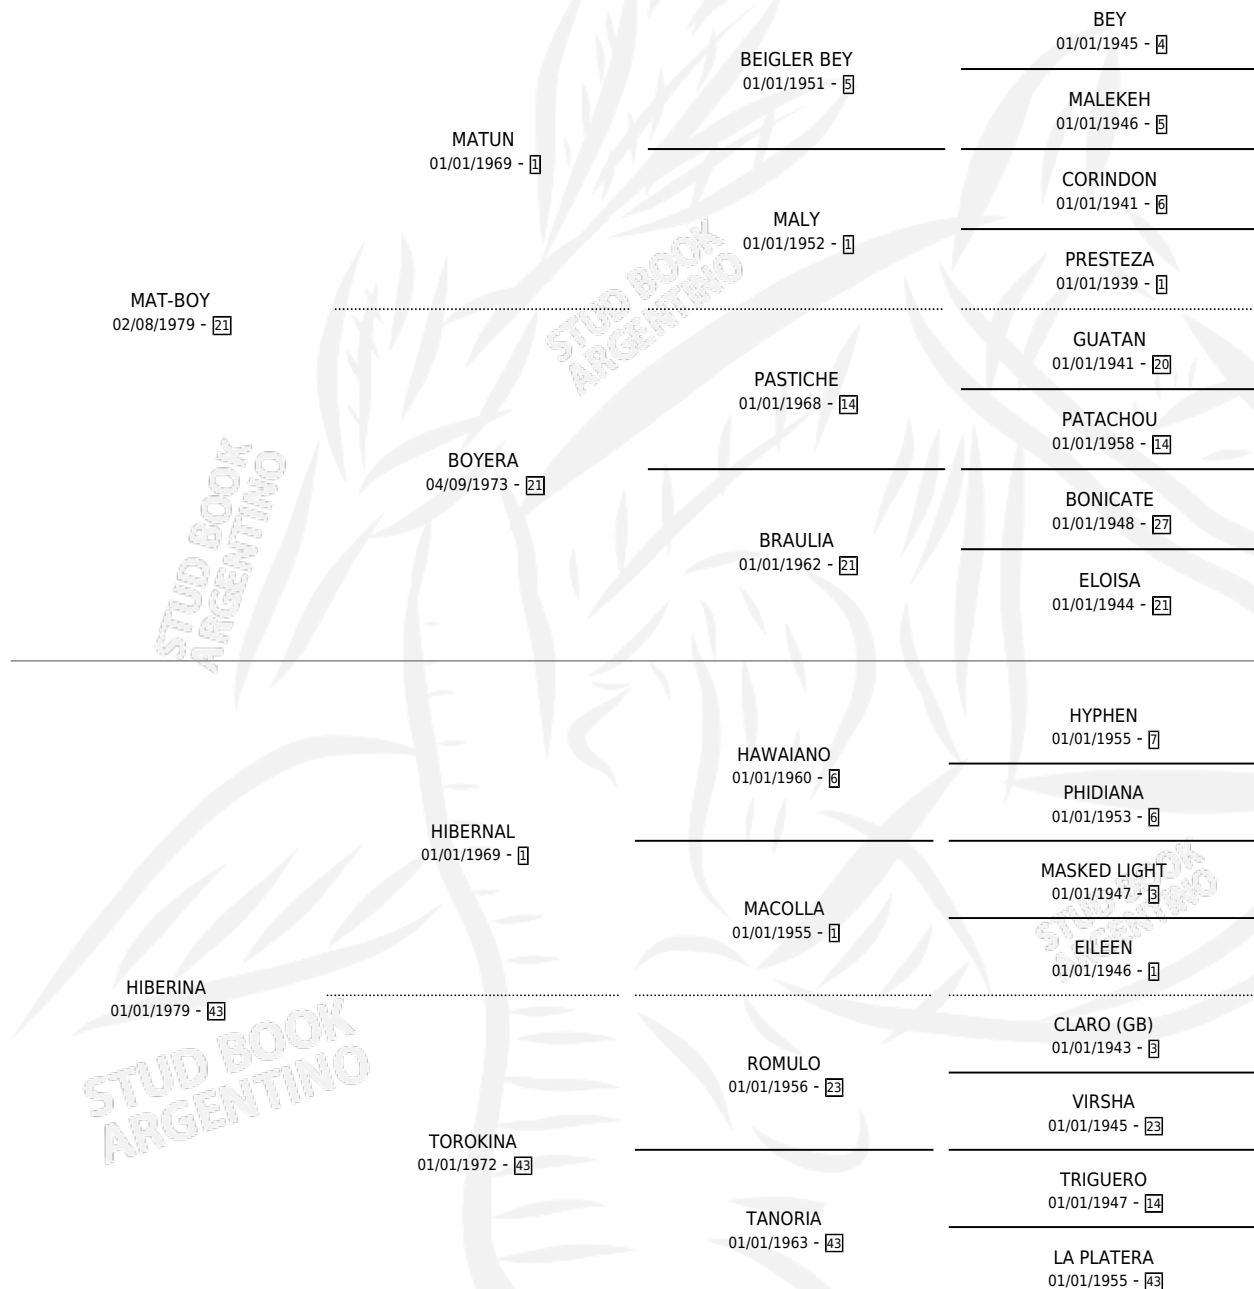 BEY
01/01/1945 - 4
BEIGLER BEY
01/01/1951 - 5
MALEKEH
01/01/1946 - 5
MATUN
01/01/1969 - 1
CORINDON
01/01/1941 - 6
MALY
01/01/1952 - 1
PRESTEZA
01/01/1939 - 1
MAT-BOY
02/08/1979 - 21
GUATAN
01/01/1941 - 20
PASTICHE
01/01/1968 - 14
PATACHOU
01/01/1958 - 14
BOYERA
04/09/1973 - 21
BONICATE
01/01/1948 - 27
BRAULIA
01/01/1962 - 21
ELOISA
01/01/1944 - 21
HYPHEN
01/01/1955 - 7
HAWAIANO
01/01/1960 - 6
PHIDIANA
01/01/1953 - 6
HIBERNAL
01/01/1969 - 1
MASKED LIGHT
01/01/1947 - 3
MACOLLA
01/01/1955 - 1
EILEEN
01/01/1946 - 1
HIBERINA
01/01/1979 - 43
CLARO (GB)
01/01/1943 - 3
ROMULO
01/01/1956 - 23
VIRSHA
01/01/1945 - 23
TOROKINA
01/01/1972 - 43
TRIGUERO
01/01/1947 - 14
TANORIA
01/01/1963 - 43
LA PLATERA
01/01/1955 - 43
STUD BOOK
ARGENTINO
STUD BOOK
ARGENTINO
STUD BOOK
ARGENTINO
STUD BOOK
ARGENTINO